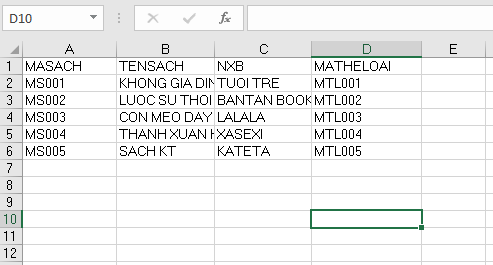 D10
A B C D E
1 MASACH TENSACH NXB MATHELOAI
2 MS001 KHONG GIA DIN TUOI TRE MTL001
3 MS002 LUOC SU THOI BANTAN BOOK MTL002
4 MS003 CON MEO DAY LALALA MTL003
5 MS004 THANH XUAN XASEXI MTL004
6 MS005 SACH KT KATETA MTL005
7
8
9
10
11
12